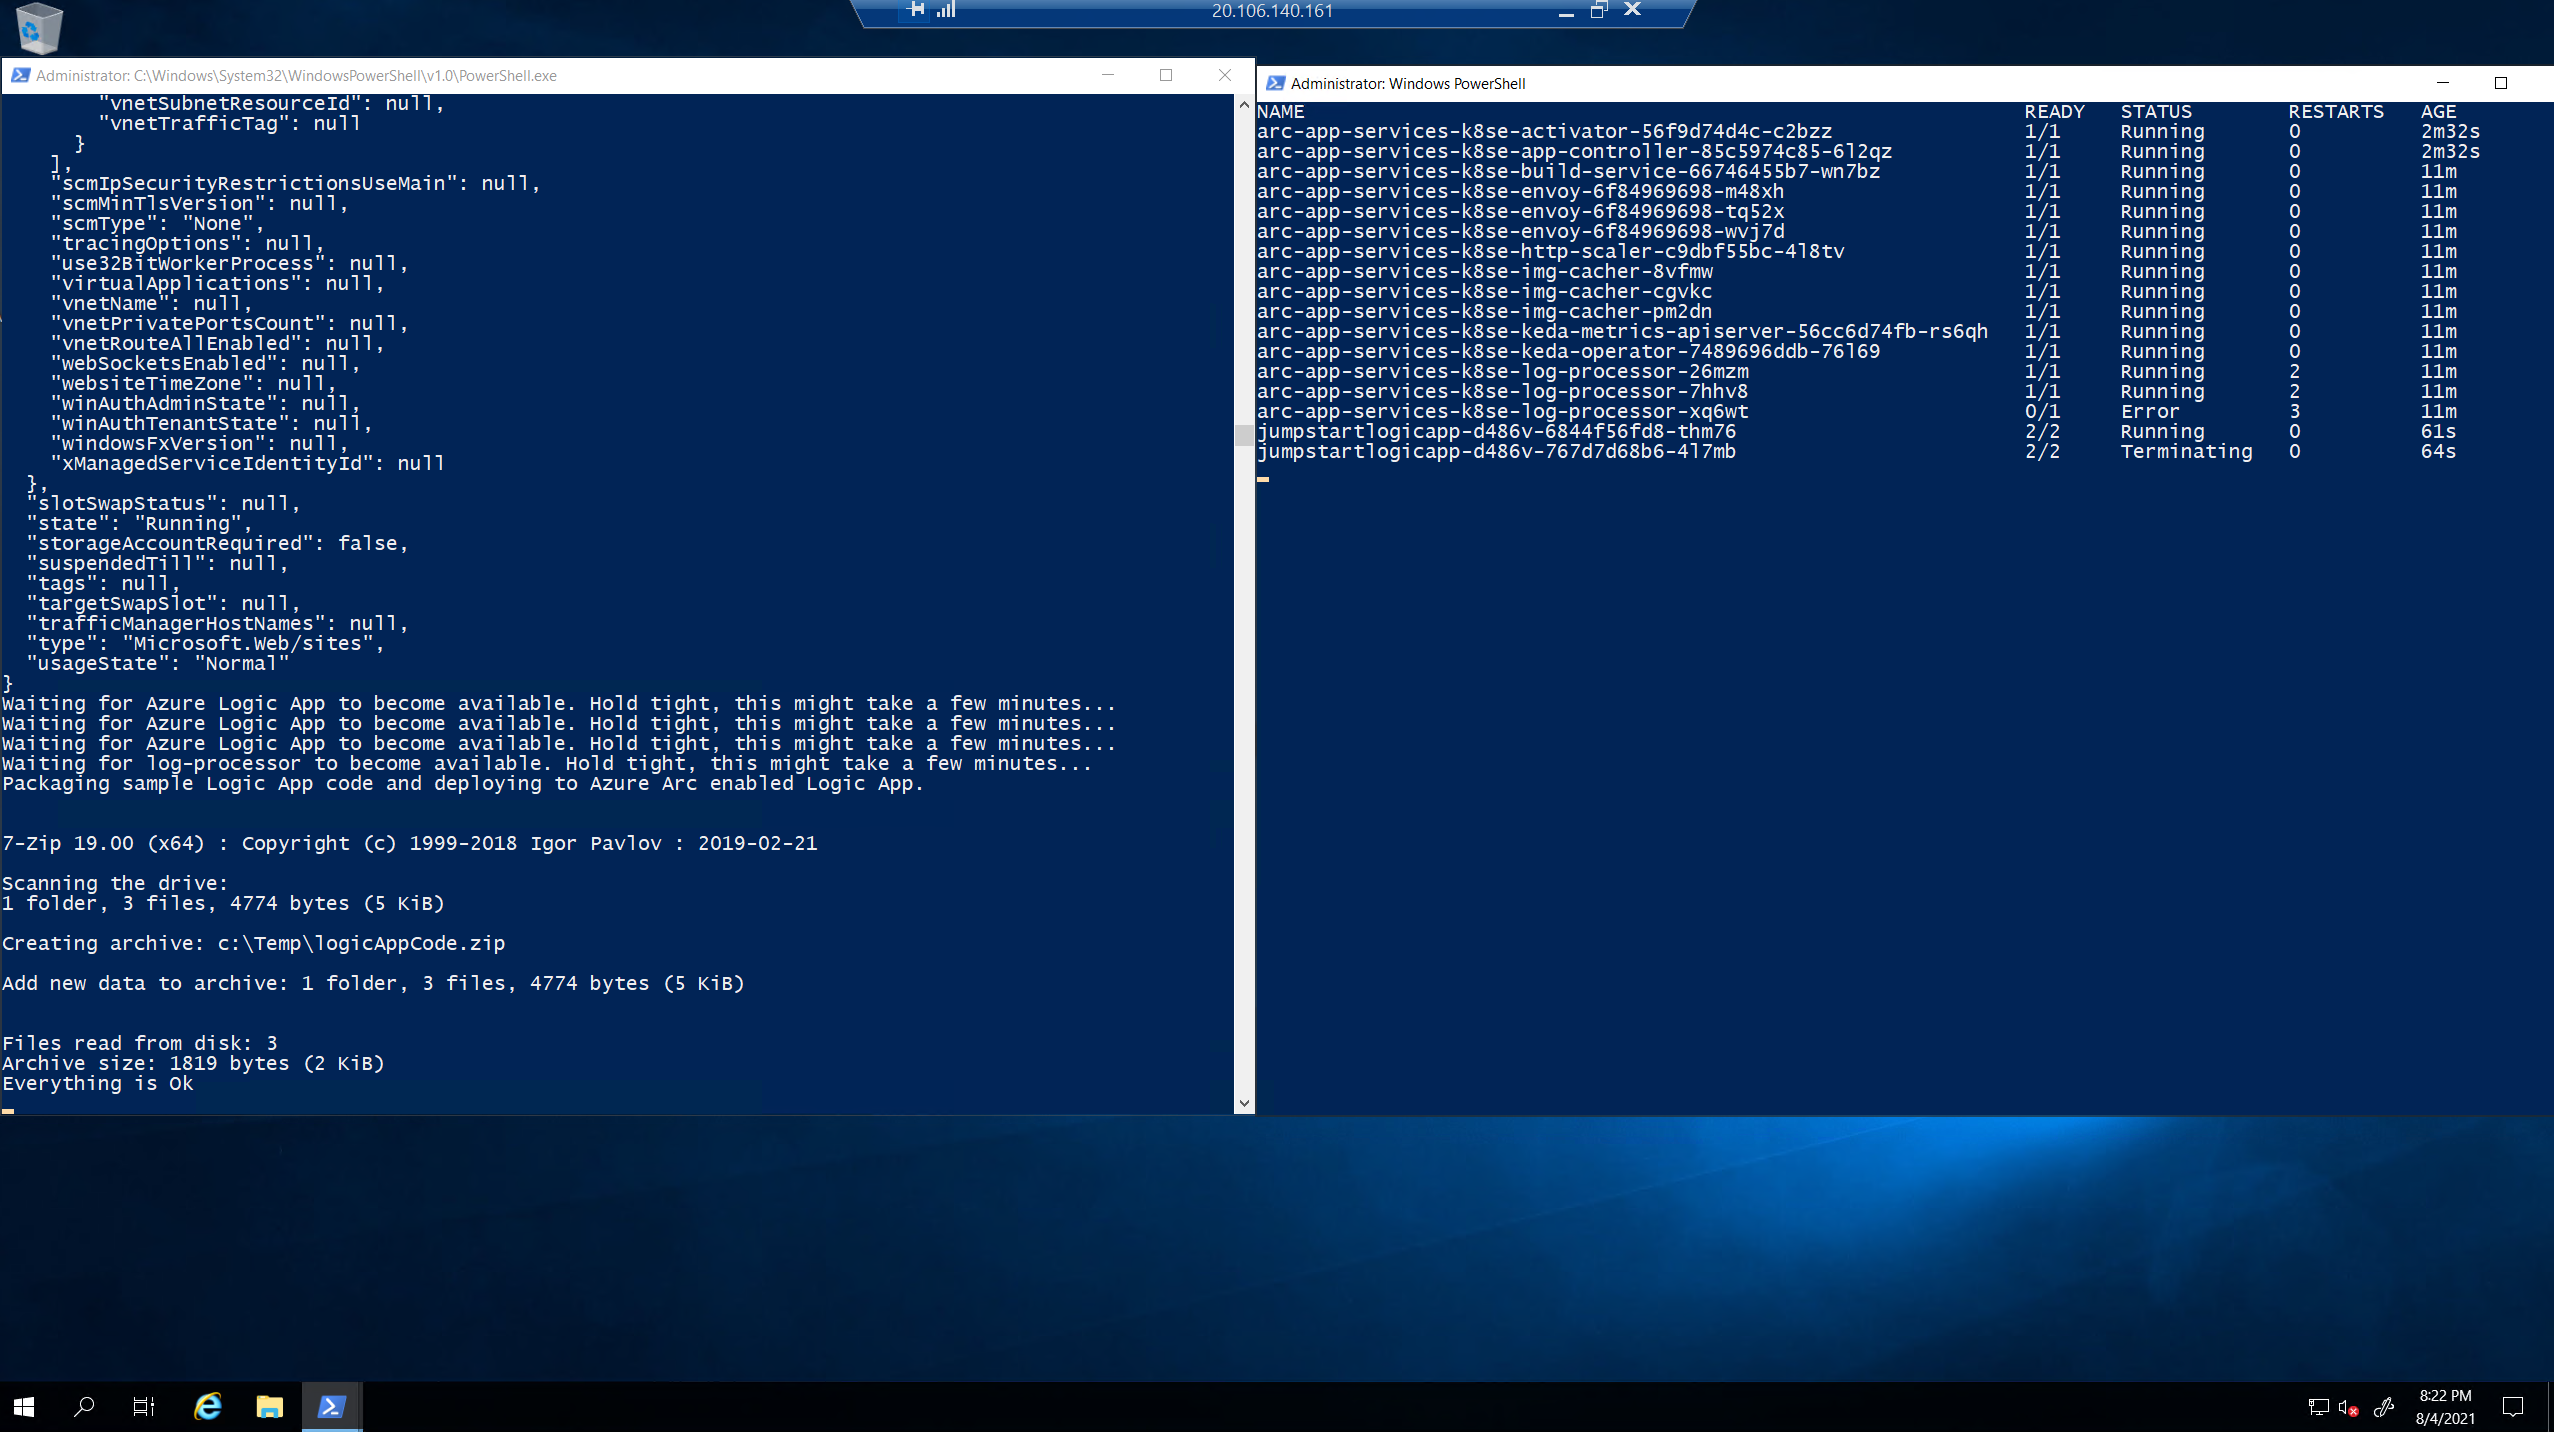 20.106.140.161
Administrator: C:\Windows\System32\WindowsPowerShell\v1.0\PowerShell.exe
"vnetSubnetResourceId": null,
"vnetTrafficTag": null
}
],
"scmIpSecurityRestrictionsUseMain": null,
"scmMinTlsVersion": null,
"scmType": "None",
"tracingOptions": null,
"use32BitWorkerProcess": null,
"virtualApplications": null,
"vnetName": null,
"vnetPrivatePortsCount": null,
"vnetRouteAllEnabled": null,
"webSocketsEnabled": null,
"websiteTimeZone": null,
"winAuthAdminState": null,
"winAuthTenantState": null,
"windowsFxVersion": null,
"xManagedServiceIdentityId": null
},
"slotSwapStatus": null,
"state": "Running",
"storageAccountRequired": false,
"suspendedTill": null,
"tags": null,
"targetSwapSlot": null,
"trafficManagerHostNames": null,
"type": "Microsoft.Web/sites",
"usageState": "Normal"
}
Waiting for Azure Logic App to become available. Hold tight, this might take a few minutes...
Waiting for Azure Logic App to become available. Hold tight, this might take a few minutes...
Waiting for Azure Logic App to become available. Hold tight, this might take a few minutes...
Waiting for log-processor to become available. Hold tight, this might take a few minutes...
Packaging sample Logic App code and deploying to Azure Arc enabled Logic App.
7-Zip 19.00 (x64) : Copyright (c) 1999-2018 Igor Pavlov : 2019-02-21
Scanning the drive:
1 folder, 3 files, 4774 bytes (5 KiB)
Creating archive: c:\Temp\logicAppCode.zip
Add new data to archive: 1 folder, 3 files, 4774 bytes (5 KiB)
Files read from disk: 3
Archive size: 1819 bytes (2 KiB)
Everything is Ok
Administrator: Windows PowerShell
NAME READY STATUS RESTARTS AGE
arc-app-services-k8se-activator-56f9d74d4c-c2bzz 1/1 Running 0 2m32s
arc-app-services-k8se-app-controller-85c5974c85-6l2qz 1/1 Running 0 2m32s
arc-app-services-k8se-build-service-66746455b7-wn7bz 1/1 Running 0 11m
arc-app-services-k8se-envoy-6f84969698-m48xh 1/1 Running 0 11m
arc-app-services-k8se-envoy-6f84969698-tq52x 1/1 Running 0 11m
arc-app-services-k8se-envoy-6f84969698-wvj7d 1/1 Running 0 11m
arc-app-services-k8se-http-scaler-c9dbf55bc-4l8tv 1/1 Running 0 11m
arc-app-services-k8se-img-cacher-8vfmw 1/1 Running 0 11m
arc-app-services-k8se-img-cacher-cgvkc 1/1 Running 0 11m
arc-app-services-k8se-img-cacher-pm2dn 1/1 Running 0 11m
arc-app-services-k8se-keda-metrics-apiserver-56cc6d74fb-rs6qh 1/1 Running 0 11m
arc-app-services-k8se-keda-operator-7489696ddb-76l69 1/1 Running 0 11m
arc-app-services-k8se-log-processor-26mzm 1/1 Running 2 11m
arc-app-services-k8se-log-processor-7hhv8 1/1 Running 2 11m
arc-app-services-k8se-log-processor-xq6wt 0/1 Error 3 11m
jumpstartlogicapp-d486v-6844f56fd8-thm76 2/2 Running 0 61s
jumpstartlogicapp-d486v-767d7d68b6-4l7mb 2/2 Terminating 0 64s
8:22 PM
8/4/2021